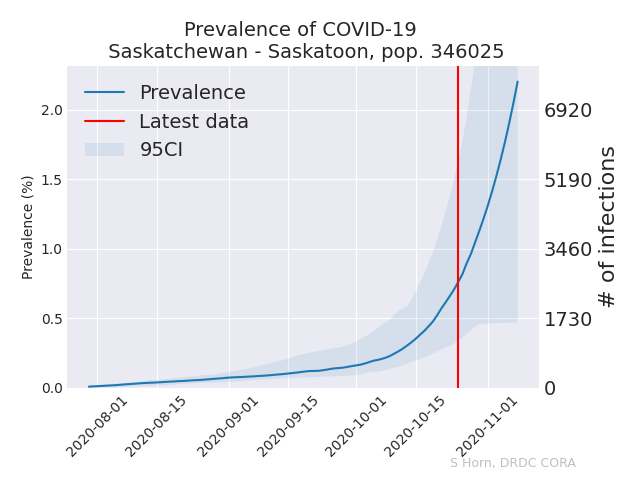 Prevalence of COVID-19
Saskatchewan - Saskatoon, pop. 346025
Prevalence
Latest data
95CI
Prevalence (%)
2.0
1.5
1.0
0.5
0.0
6920
5190
3460
1730
0
# of infections
2020-08-01
2020-08-15
2020-09-01
2020-09-15
2020-10-01
2020-10-15
2020-11-01
S Horn, DRDC CORA